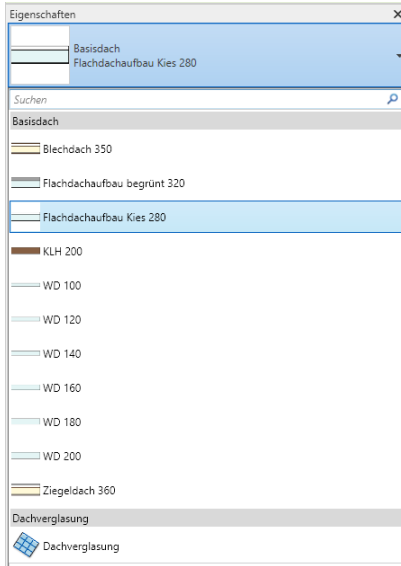 Eigenschaften
Basisdach
Flachdachaufbau Kies 280
Suchen
Basisdach
Blechdach 350
Flachdachaufbau begrünt 320
Flachdachaufbau Kies 280
KLH 200
WD 100
WD 120
WD 140
WD 160
WD 180
WD 200
Ziegeldach 360
Dachverglasung
Dachverglasung